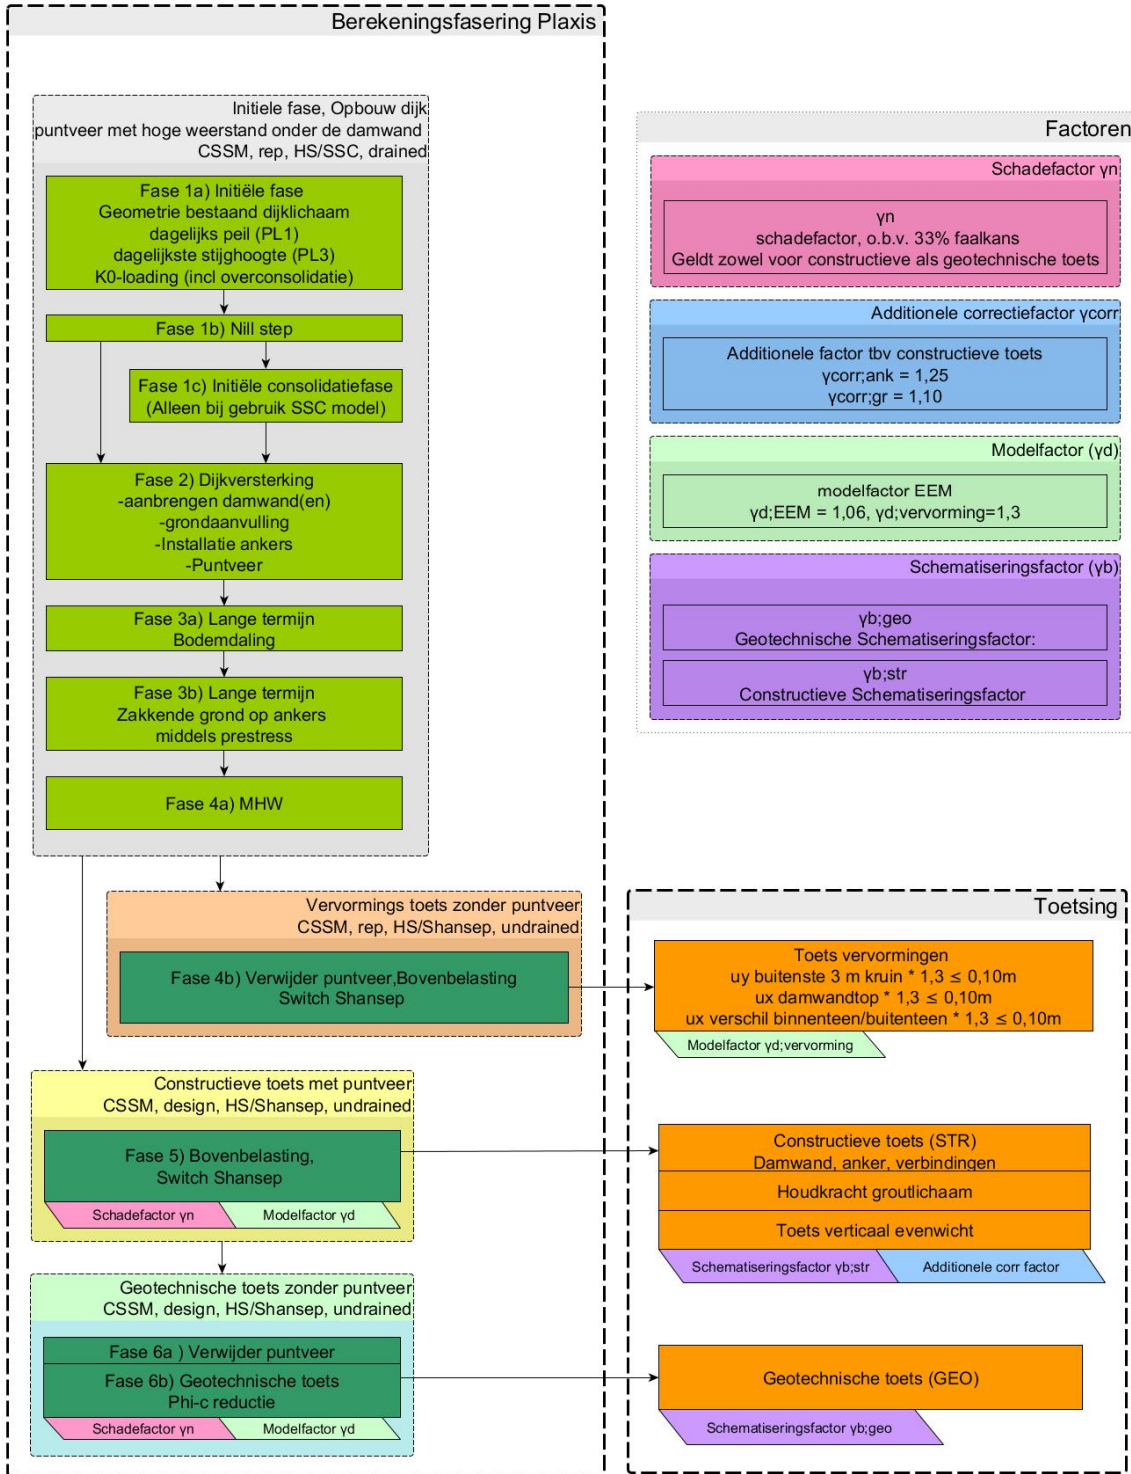 Berekeningsfasering Plaxis
Initiele fase, Opbouw dijk
puntveer met hoge weerstand onder de damwand
CSSM, rep, HS/SSC, drained
Fase 1a) Initiële fase
Geometrie bestaand dijklichaam
dagelijks peil (PL1)
dagelijkste stijghoogte (PL3)
K0-loading (incl overconsolidatie)
Fase 1b) Nill step
Fase 1c) Initiële consolidatiefase
(Alleen bij gebruik SSC model)
Fase 2) Dijkversterking
-aanbrengen damwand(en)
-grondaanvulling
-Installatie ankers
-Puntveer
Fase 3a) Lange termijn
Bodemdaling
Fase 3b) Lange termijn
Zakkende grond op ankers
middels prestress
Fase 4a) MHW
Vervormings toets zonder puntveer
CSSM, rep, HS/Shansep, undrained
Fase 4b) Verwijder puntveer,Bovenbelasting
Switch Shansep
Constructieve toets met puntveer
CSSM, design, HS/Shansep, undrained
Fase 5) Bovenbelasting,
Switch Shansep
Schadefactor γn
Modelfactor γd
Geotechnische toets zonder puntveer
CSSM, design, HS/Shansep, undrained
Fase 6a ) Verwijder puntveer
Fase 6b) Geotechnische toets
Phi-c reductie
Schadefactor γn
Modelfactor γd
Factoren
Schadefactor γn
γn
schadefactor, o.b.v. 33% faalkans
Geldt zowel voor constructieve als geotechnische toets
Additionele correctiefactor γcorr
Additionele factor tbv constructieve toets
γcorr;ank = 1,25
γcorr;gr = 1,10
Modelfactor (γd)
modelfactor EEM
γd;EEM = 1,06, γd;vervorming=1,3
Schematiseringsfactor (γb)
γb;geo
Geotechnische Schematiseringsfactor:
γb;str
Constructieve Schematiseringsfactor
Toetsing
Toets vervormingen
uy buitenste 3 m kruin * 1,3 ≤ 0,10m
ux damwandtop * 1,3 ≤ 0,10m
ux verschil binnenteen/buitenteen * 1,3 ≤ 0,10m
Modelfactor γd;vervorming
Constructieve toets (STR)
Damwand, anker, verbindingen
Houdkracht groutlichaam
Toets verticaal evenwicht
Schematiseringsfactor γb;str
Additionele corr factor
Geotechnische toets (GEO)
Schematiseringsfactor γb;geo